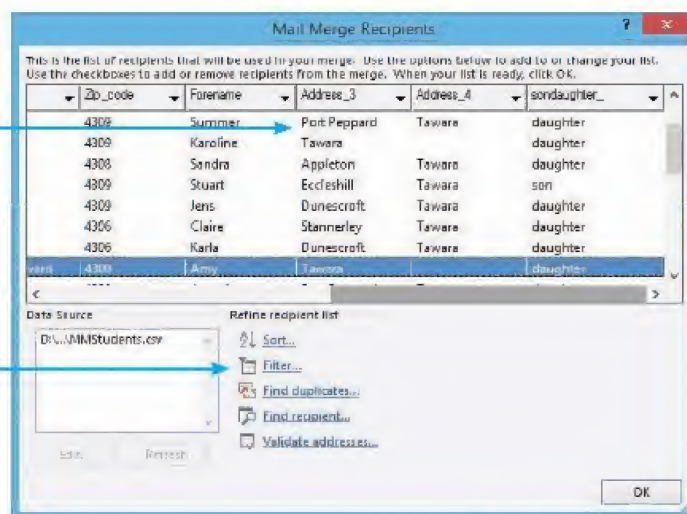 Mail Merge Recipients
This is the list of recipients that will be used in your merge. Use the options below to add to or change your list.
Use the checkboxes to add or remove recipients from the merge. When your list is ready, click OK.
Zip_code Forename Address_3 Address_4 sondaughter_
4309 Summer Port Peppard Tawara daughter
4309 Karoline Tawara daughter
4308 Sandra Appleton Tawara daughter
4309 Stuart Eccleshill Tawara son
4309 Jens Dunescroft Tawara daughter
4306 Claire Stannerley Tawara daughter
4306 Karla Dunescroft Tawara daughter
Amy Tawara daughter
Data Source
Refine recipient list
D:\...\MMStudents.csv
Sort...
Filter...
Find duplicates...
Find recipient...
Validate addresses...
Edit... Refresh
OK